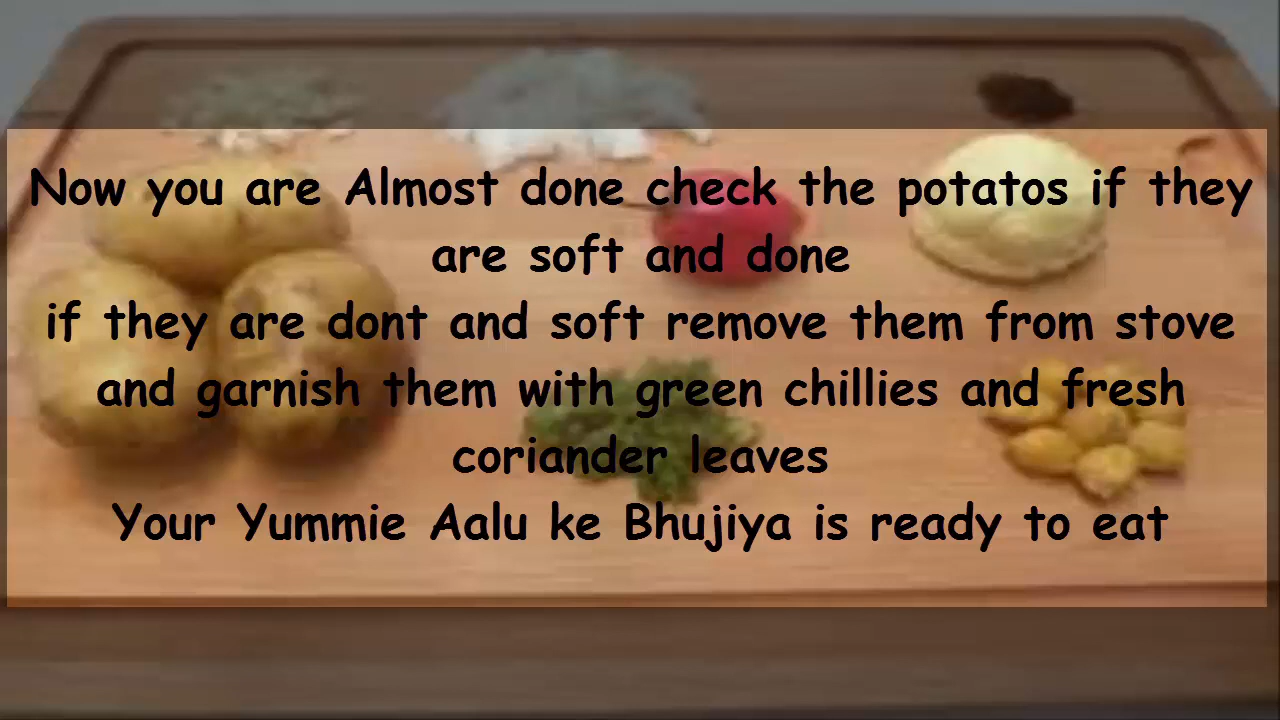 Now you are Almost done check the potatos if they
are soft and done
if they are dont and soft remove them from stove
and garnish them with green chillies and fresh
coriander leaves
Your Yummie Aalu ke Bhujiya is ready to eat